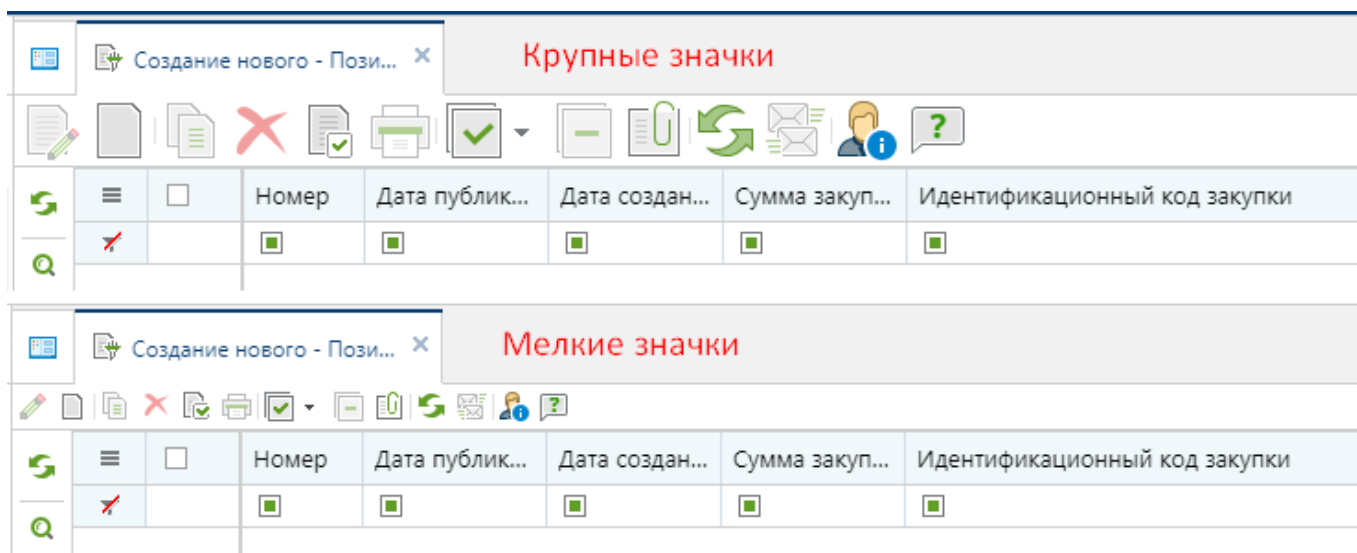 Создание нового - Пози... Крупные значки
Номер Дата публик... Дата создан... Сумма закуп... Идентификационный код закупки
Создание нового - Пози... Мелкие значки
Номер Дата публик... Дата создан... Сумма закуп... Идентификационный код закупки